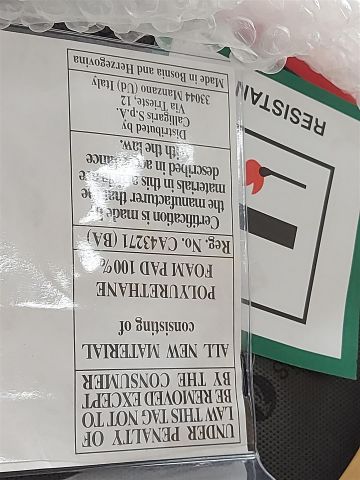 UNDER PENALTY OF
LAW THIS TAG NOT TO
BE REMOVED EXCEPT
BY THE CONSUMER
ALL NEW MATERIAL
consisting of
POLYURETHANE
FOAM PAD 100%
Reg. No. CA43271 (BA)
Certification is made by
the manufacturer that the
materials in this are
described in accordance
with the law.
Distributed by
Calligaris S.p.A.
Via Trieste, 12
33044 Manzano (Ud) Italy
Made in Bosnia and Herzegovina
RESISTAN